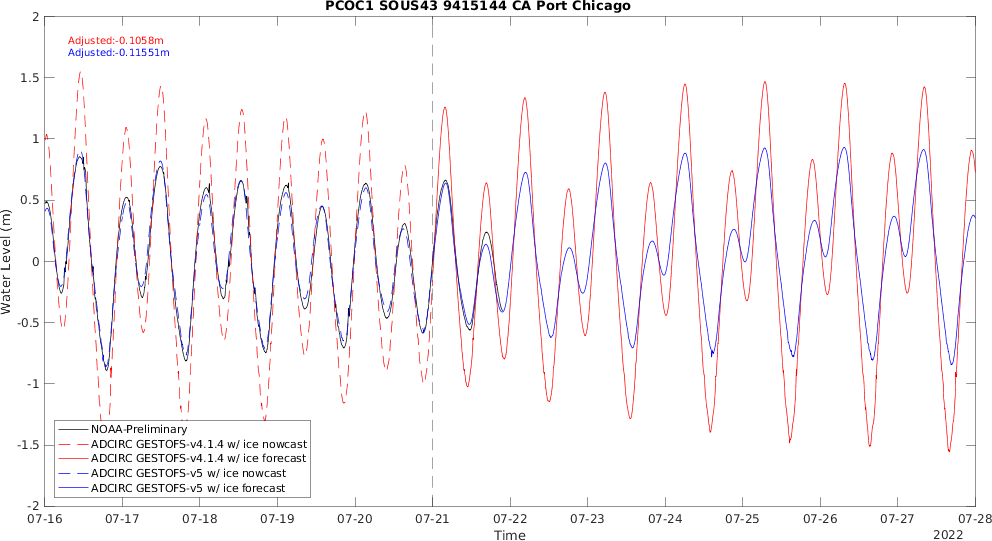 PCOC1 SOUS43 9415144 CA Port Chicago
Adjusted:-0.1058m
Adjusted:-0.11551m
2
1.5
1
0.5
0
-0.5
-1
-1.5
-2
Water Level (m)
NOAA-Preliminary
ADCIRC GESTOFS-v4.1.4 w/ ice nowcast
ADCIRC GESTOFS-v4.1.4 w/ ice forecast
ADCIRC GESTOFS-v5 w/ ice nowcast
ADCIRC GESTOFS-v5 w/ ice forecast
07-16 07-17 07-18 07-19 07-20 07-21 07-22 07-23 07-24 07-25 07-26 07-27 07-28
Time
2022